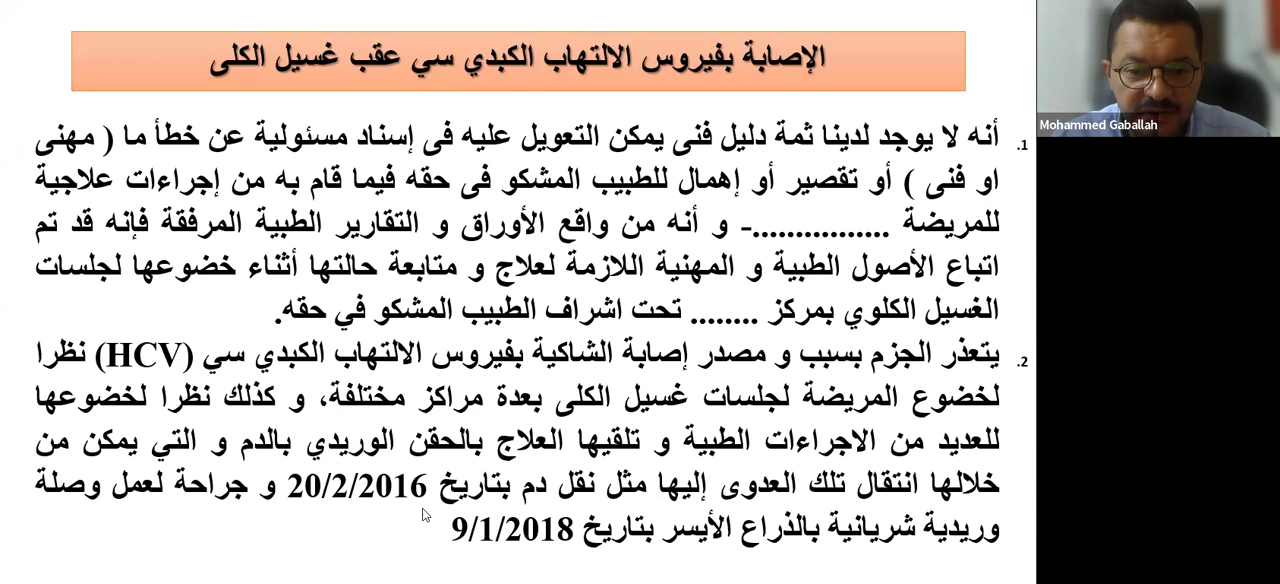 الإصابة بفيروس الالتهاب الكبدي سي عقب غسيل الكلى
Mohammed Gaballah
1. أنه لا يوجد لدينا ثمة دليل فنى يمكن التعويل عليه فى إسناد مسئولية عن خطأ ما ( مهنى
او فنى ) أو تقصير أو إهمال للطبيب المشكو فى حقه فيما قام به من إجراءات علاجية
للمريضة ................- و أنه من واقع الأوراق و التقارير الطبية المرفقة فإنه قد تم
اتباع الأصول الطبية و المهنية اللازمة لعلاج و متابعة حالتها أثناء خضوعها لجلسات
الغسيل الكلوي بمركز ........ تحت اشراف الطبيب المشكو في حقه.
2. يتعذر الجزم بسبب و مصدر إصابة الشاكية بفيروس الالتهاب الكبدي سي (HCV) نظرا
لخضوع المريضة لجلسات غسيل الكلى بعدة مراكز مختلفة، و كذلك نظرا لخضوعها
للعديد من الاجراءات الطبية و تلقيها العلاج بالحقن الوريدي بالدم و التي يمكن من
خلالها انتقال تلك العدوى إليها مثل نقل دم بتاريخ 20/2/2016 و جراحة لعمل وصلة
وريدية شريانية بالذراع الأيسر بتاريخ 9/1/2018